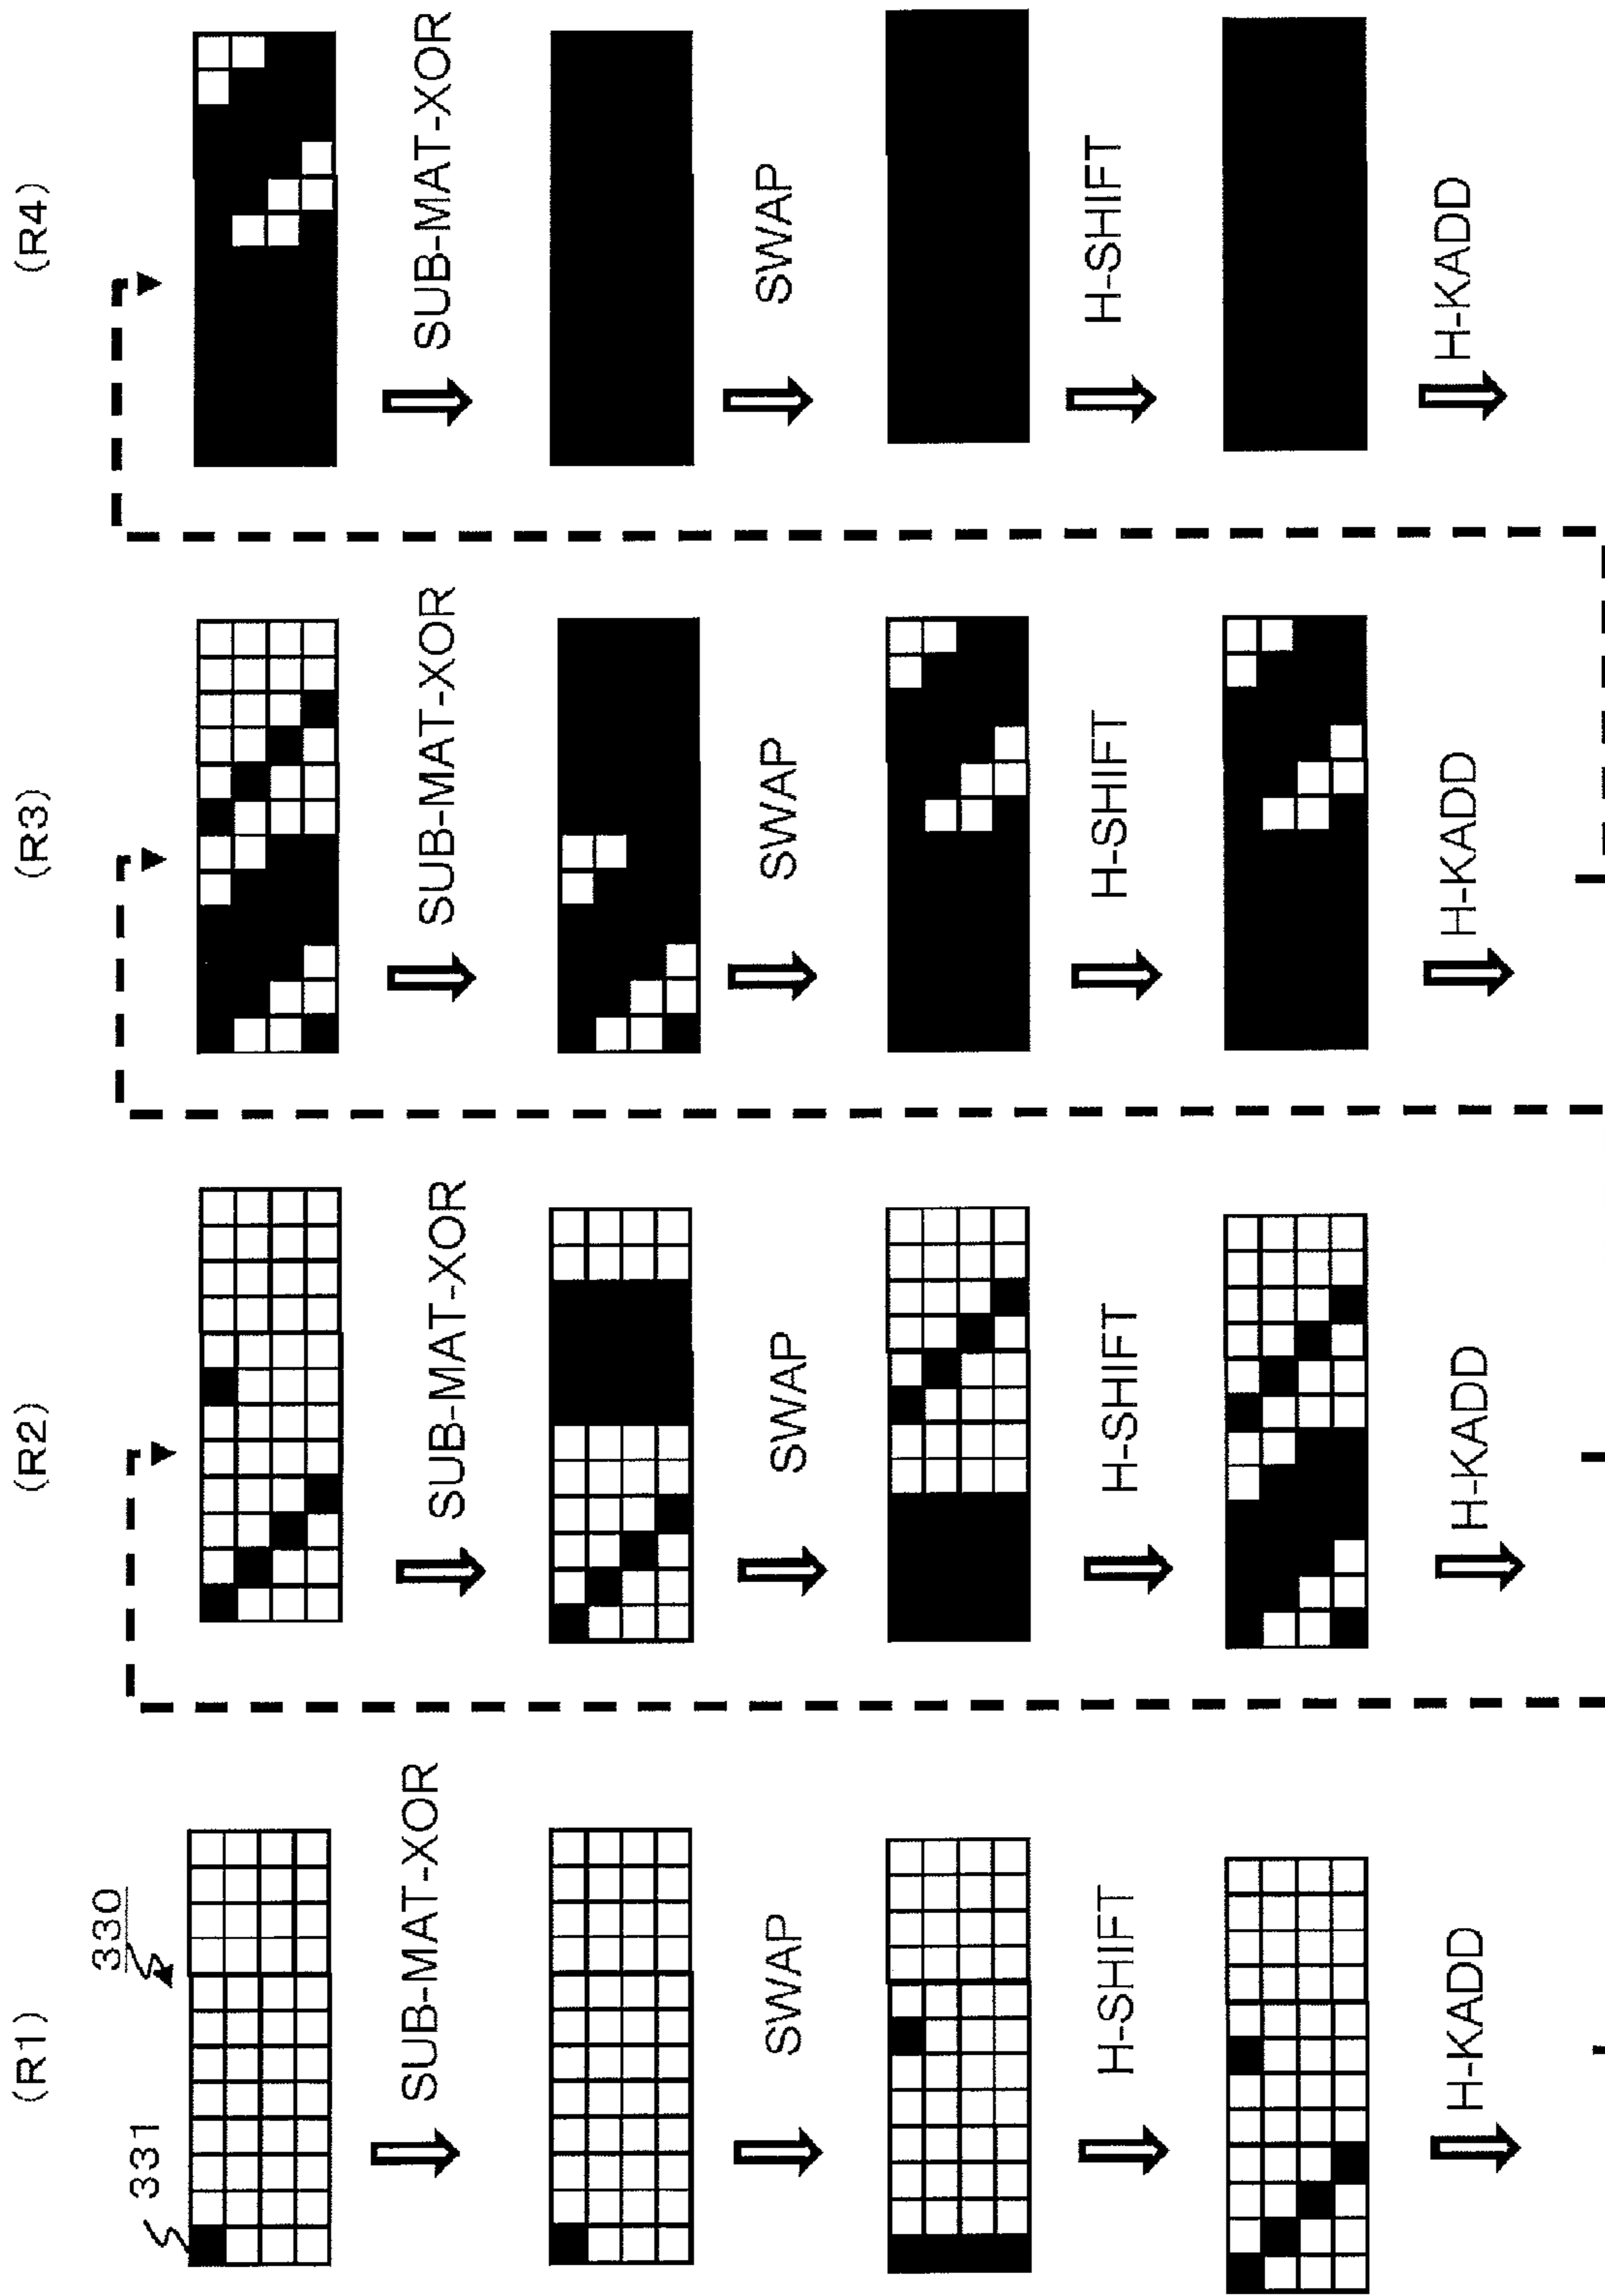 (R1)
330
331
SUB-MAT-XOR
SWAP
H-SHIFT
H-KADD
(R2)
SUB-MAT-XOR
SWAP
H-SHIFT
H-KADD
(R3)
SUB-MAT-XOR
SWAP
H-SHIFT
H-KADD
(R4)
SUB-MAT-XOR
SWAP
H-SHIFT
H-KADD